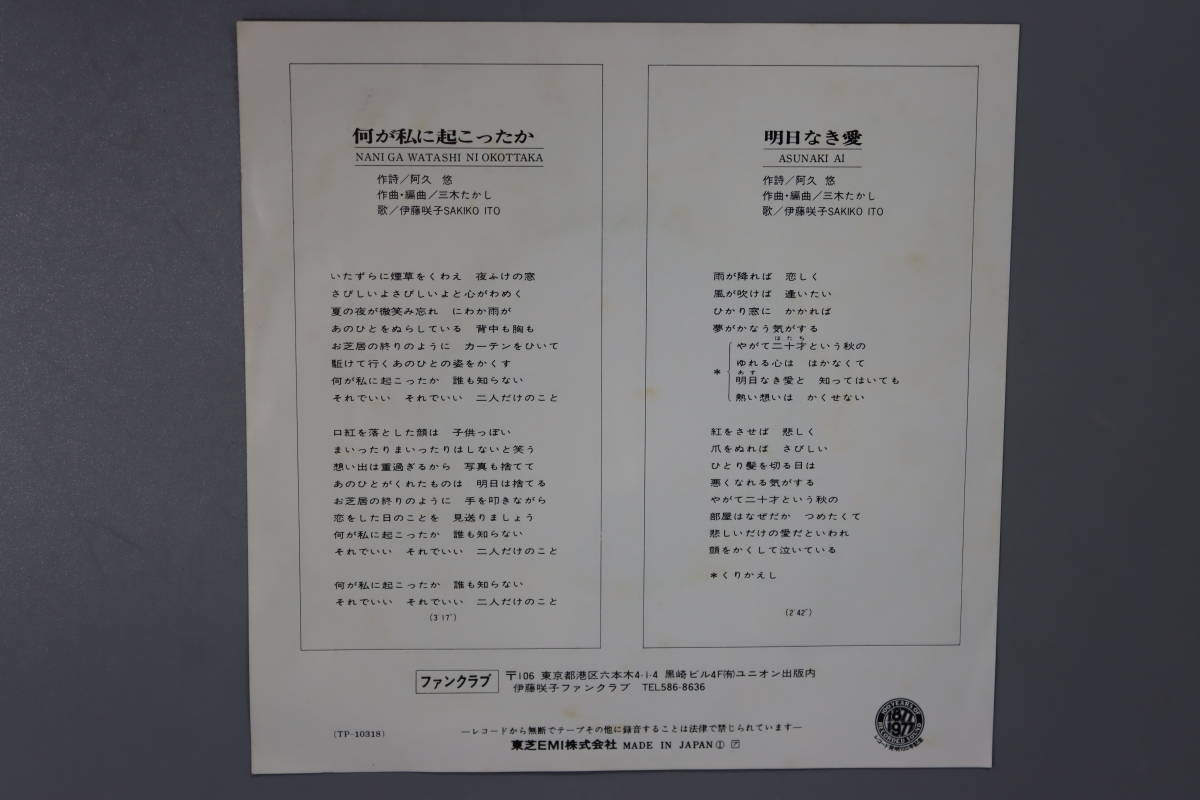 何が私に起こったか
NANI GA WATASHI NI OKOTTAKA
作詩/阿久 悠
作曲・編曲/三木たかし
歌/伊藤咲子SAKIKO ITO
いたずらに煙草をくわえ 夜ふけの窓
さびしいよさびしいよと心がわめく
夏の夜が微笑み忘れ にわか雨が
あのひとをぬらしている 背中も胸も
お芝居の終りのように カーテンをひいて
駈けて行くあのひとの姿をかくす
何が私に起こったか 誰も知らない
それでいい それでいい 二人だけのこと
口紅を落とした顔は 子供っぽい
まいったりまいったりはしないと笑う
想い出は重過ぎるから 写真も捨てて
あのひとがくれたものは 明日は捨てる
お芝居の終りのように 手を叩きながら
恋をした日のことを 見送りましょう
何が私に起こったか 誰も知らない
それでいい それでいい 二人だけのこと
何が私に起こったか 誰も知らない
それでいい それでいい 二人だけのこと
(3′17″)
明日なき愛
ASUNAKI AI
作詩/阿久 悠
作曲・編曲/三木たかし
歌/伊藤咲子SAKIKO ITO
雨が降れば 恋しく
風が吹けば 逢いたい
ひかり窓に かかれば
夢がかなう気がする
はたち
やがて二十才という秋の
ゆれる心は はかなくて
あす
* 明日なき愛と 知ってはいても
熱い想いは かくせない
紅をさせば 悲しく
爪をぬれば さびしい
ひとり髪を切る日は
悪くなれる気がする
やがて二十才という秋の
部屋はなぜだか つめたくて
悲しいだけの愛だといわれ
顔をかくして泣いている
*くりかえし
(2′42″)
ファンクラブ
〒106 東京都港区六本木4-1-4 黒崎ビル4F(有)ユニオン出版内
伊藤咲子ファンクラブ TEL586-8636
(TP-10318)
―レコードから無断でテープその他に録音することは法律で禁じられています―
東芝EMI株式会社 MADE IN JAPAN Ⓘ
100 YEARS OF
1877
1977
RECORDED SOUND
レコード発明100年記念